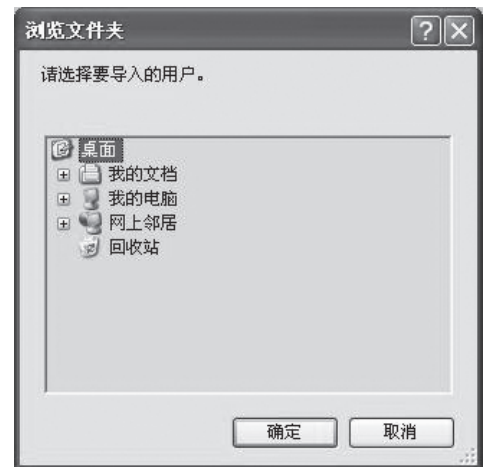 浏览文件夹
请选择要导入的用户。
桌面
我的文档
我的电脑
网上邻居
回收站
确定 取消